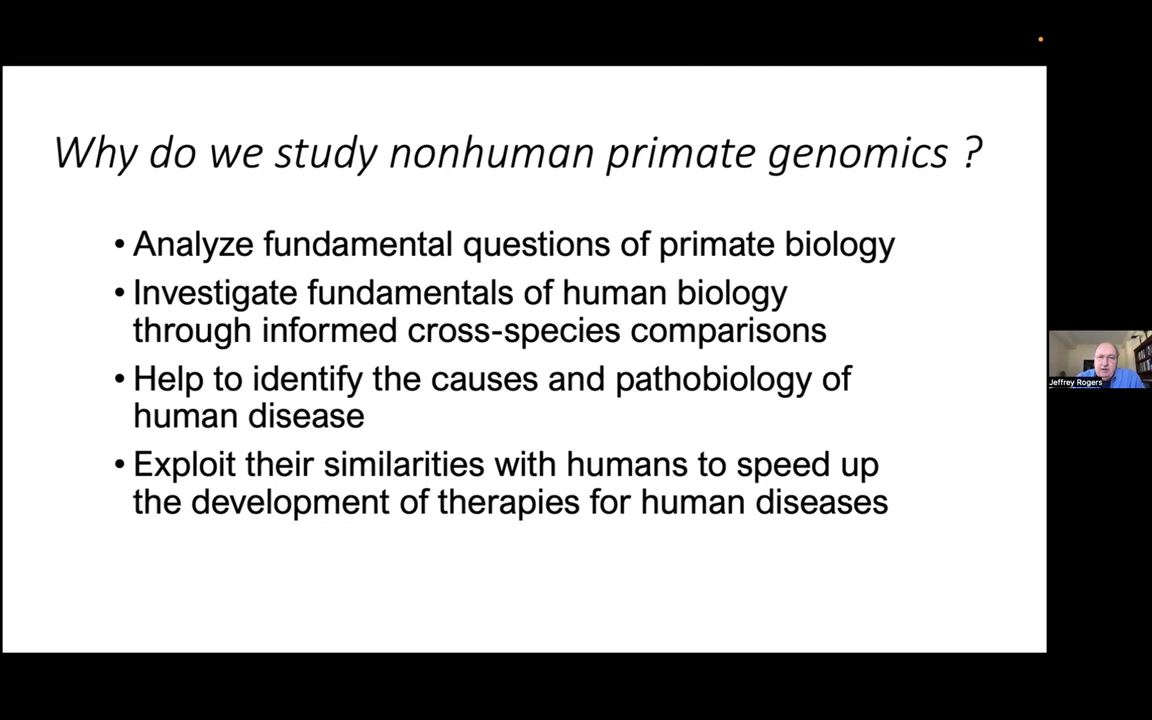 Why do we study nonhuman primate genomics ?
• Analyze fundamental questions of primate biology
• Investigate fundamentals of human biology
through informed cross-species comparisons
• Help to identify the causes and pathobiology of
human disease
• Exploit their similarities with humans to speed up
the development of therapies for human diseases
Jeffrey Rogers